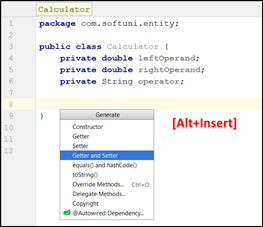 Calculator
1 package com.softuni.entity;
2
3 public class Calculator {
4 private double leftOperand;
5 private double rightOperand;
6 private String operator;
7
8
9 }
10
11
12
Generate
Constructor
Getter
Setter
Getter and Setter
equals() and hashCode()
toString()
Override Methods... Ctrl+O
Delegate Methods...
Copyright
@Autowired Dependency...
[Alt+Insert]